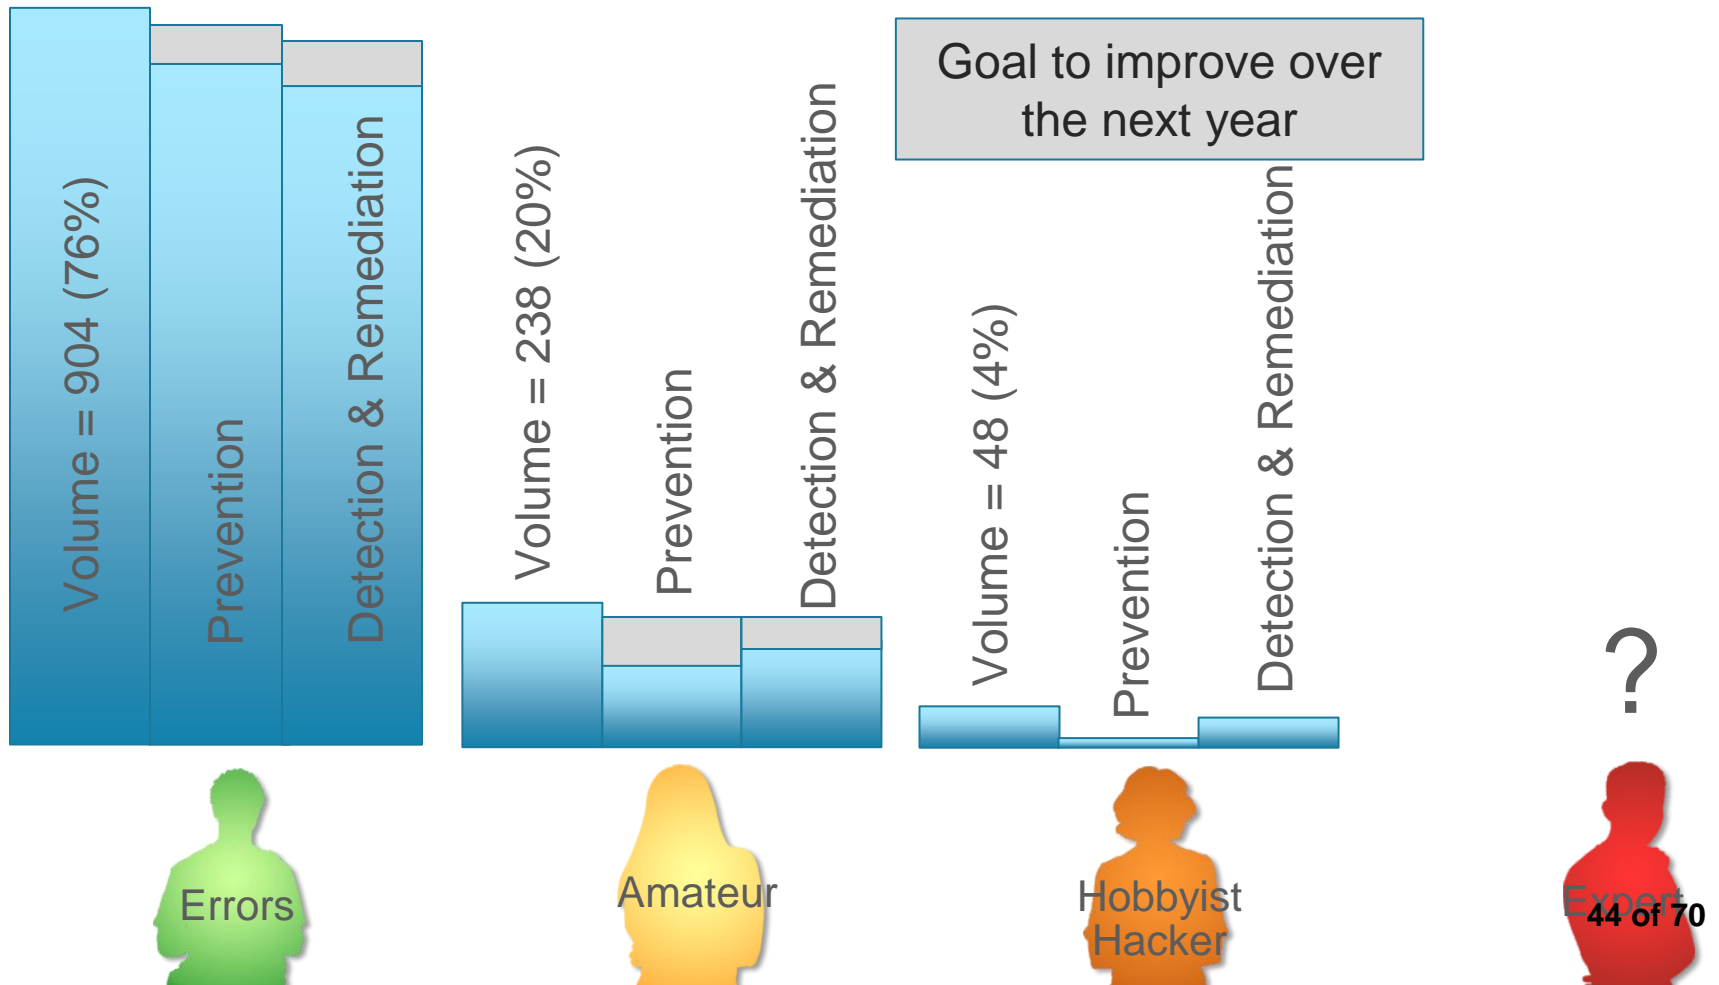 Goal to improve over
the next year
Volume = 904 (76%)
Prevention
Detection & Remediation
Volume = 238 (20%)
Prevention
Detection & Remediation
Volume = 48 (4%)
Prevention
Detection & Remediation
?
Errors
Amateur
Hobbyist
Hacker
Expert
44 of 70